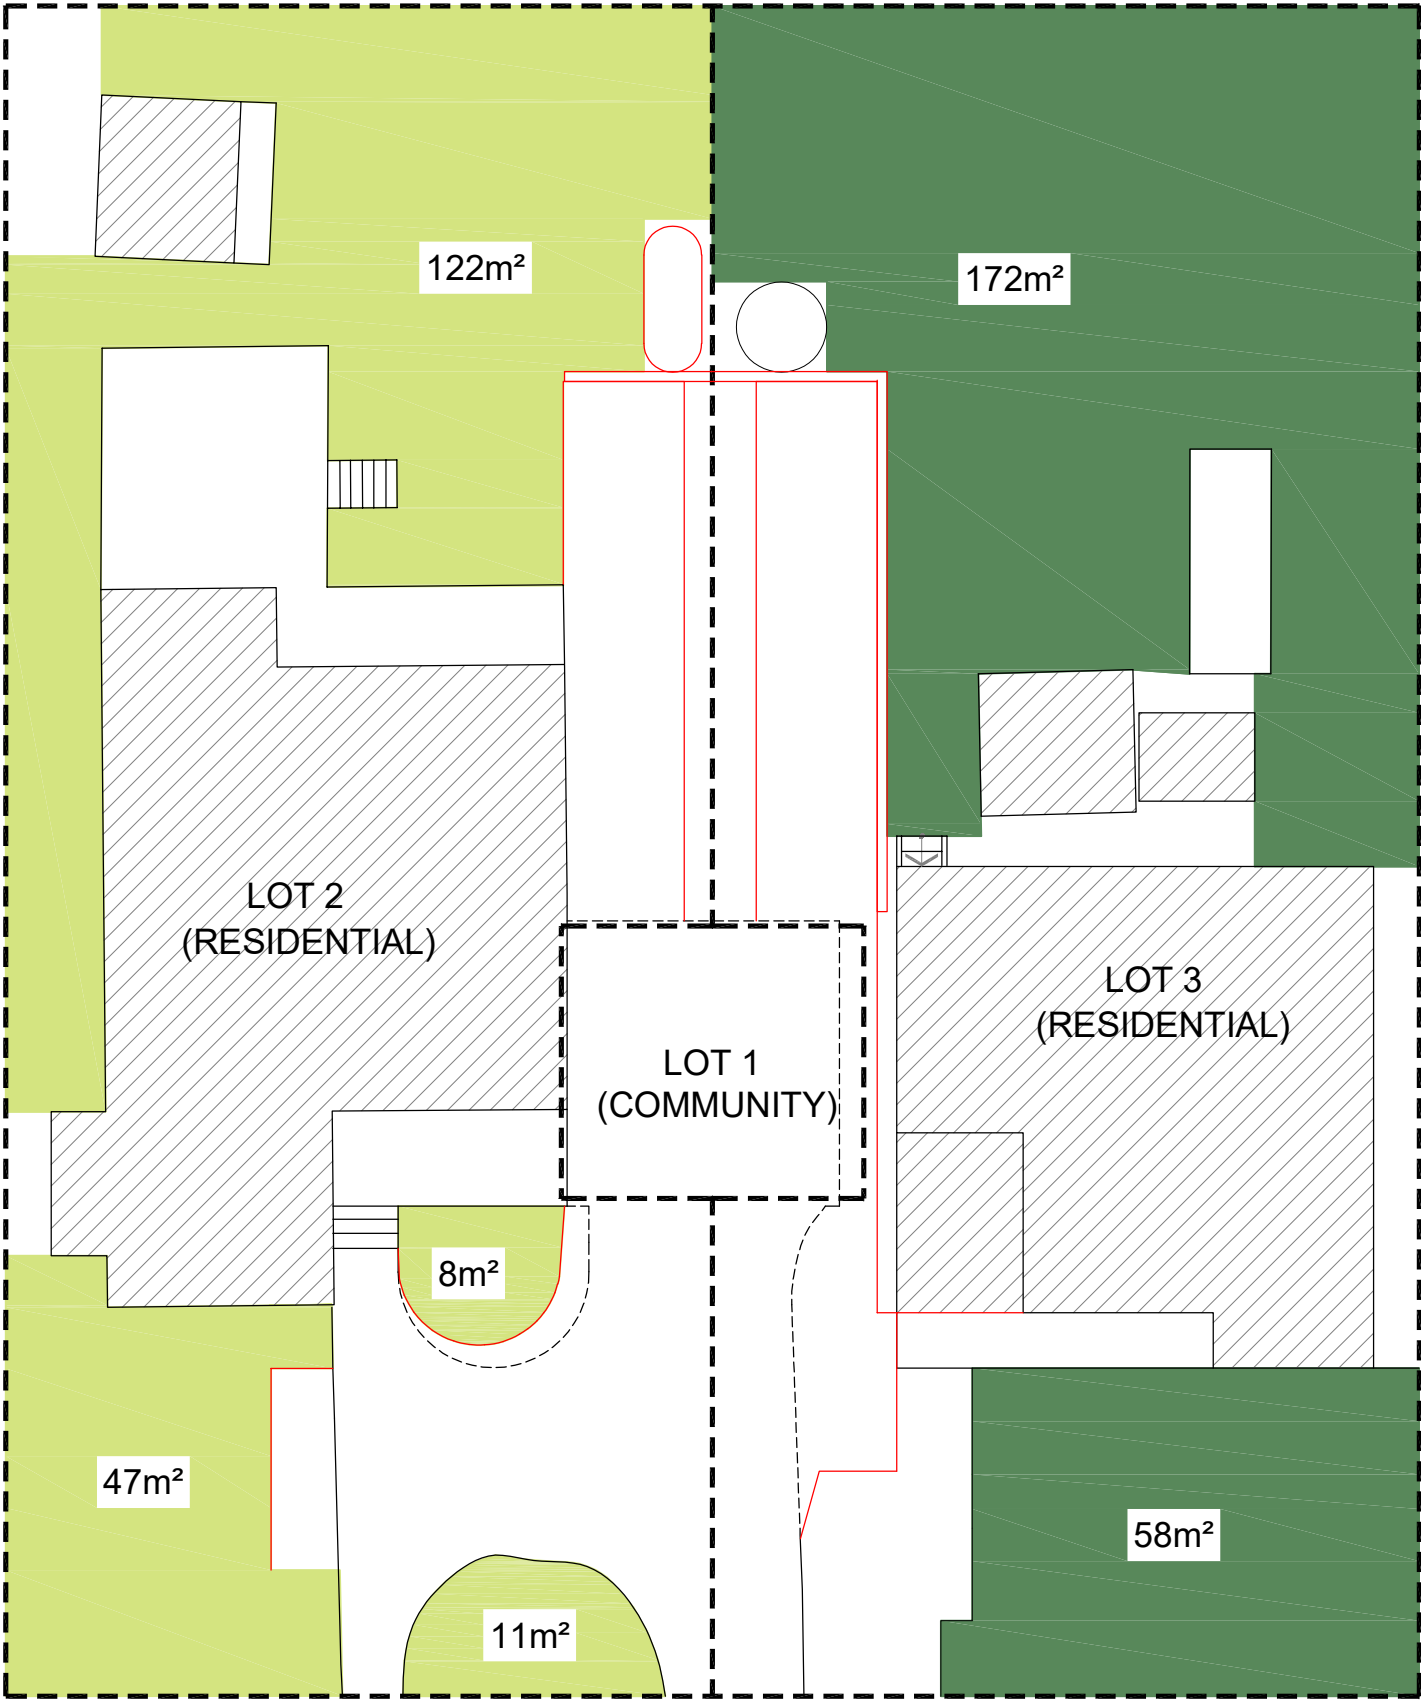 122m²
172m²
LOT 2
(RESIDENTIAL)
LOT 3
(RESIDENTIAL)
LOT 1
(COMMUNITY)
8m²
47m²
58m²
11m²